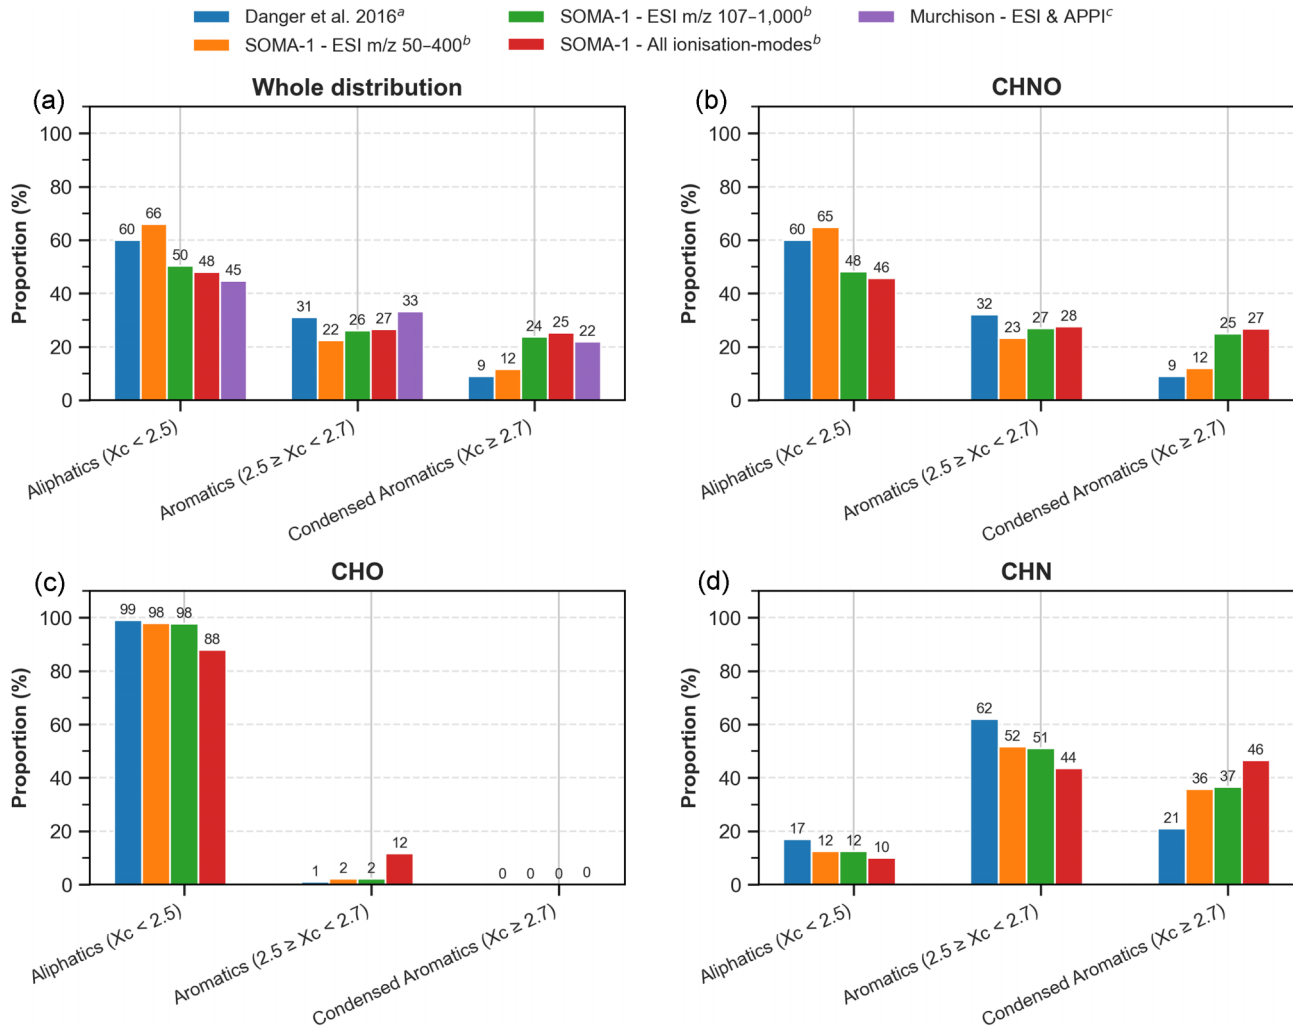 Danger et al. 2016a
SOMA-1 - ESI m/z 50–400b
SOMA-1 - ESI m/z 107–1,000b
SOMA-1 - All ionisation-modesb
Murchison - ESI & APPIc
(a)
Whole distribution
Proportion (%)
100
80
60
40
20
0
60
66
50
48
45
31
22
26
27
33
9
12
24
25
22
Aliphatics (Xc < 2.5)
Aromatics (2.5 ≥ Xc < 2.7)
Condensed Aromatics (Xc ≥ 2.7)
(b)
CHNO
Proportion (%)
100
80
60
40
20
0
60
65
48
46
32
23
27
28
9
12
25
27
Aliphatics (Xc < 2.5)
Aromatics (2.5 ≥ Xc < 2.7)
Condensed Aromatics (Xc ≥ 2.7)
(c)
CHO
Proportion (%)
100
80
60
40
20
0
99
98
98
88
1
2
2
12
0
0
0
0
Aliphatics (Xc < 2.5)
Aromatics (2.5 ≥ Xc < 2.7)
Condensed Aromatics (Xc ≥ 2.7)
(d)
CHN
Proportion (%)
100
80
60
40
20
0
17
12
12
10
62
52
51
44
21
36
37
46
Aliphatics (Xc < 2.5)
Aromatics (2.5 ≥ Xc < 2.7)
Condensed Aromatics (Xc ≥ 2.7)